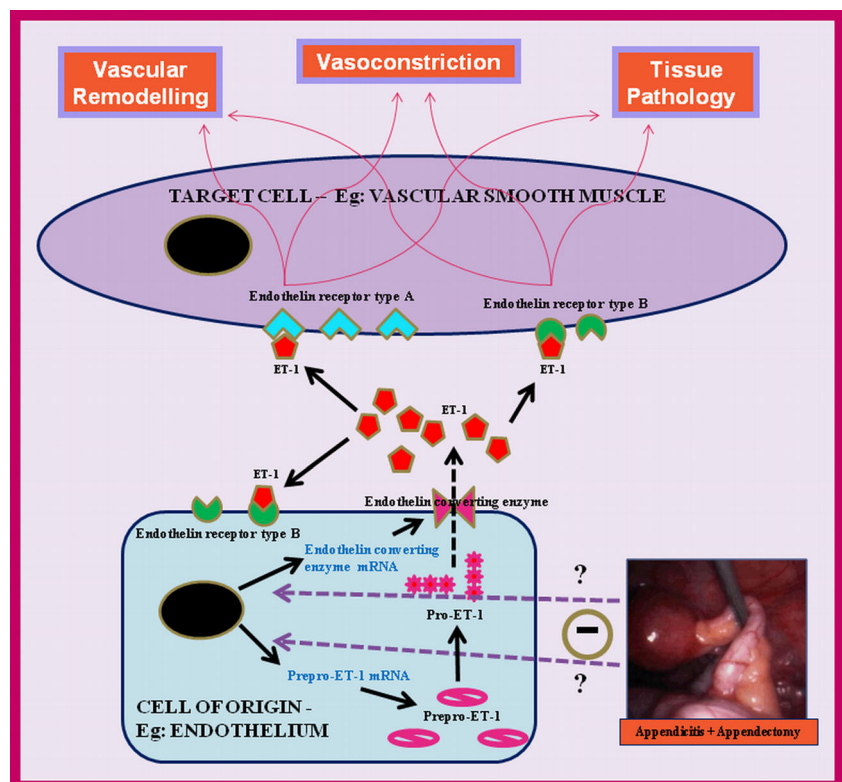 Vascular
Remodelling
Vasoconstriction
Tissue
Pathology
TARGET CELL – Eg: VASCULAR SMOOTH MUSCLE
Endothelin receptor type A
Endothelin receptor type B
ET-1
ET-1
ET-1
ET-1
Endothelin converting enzyme
Endothelin receptor type B
Endothelin converting
enzyme mRNA
?
Pro-ET-1
–
Prepro-ET-1 mRNA
?
Prepro-ET-1
CELL OF ORIGIN -
Eg: ENDOTHELIUM
Appendicitis + Appendectomy